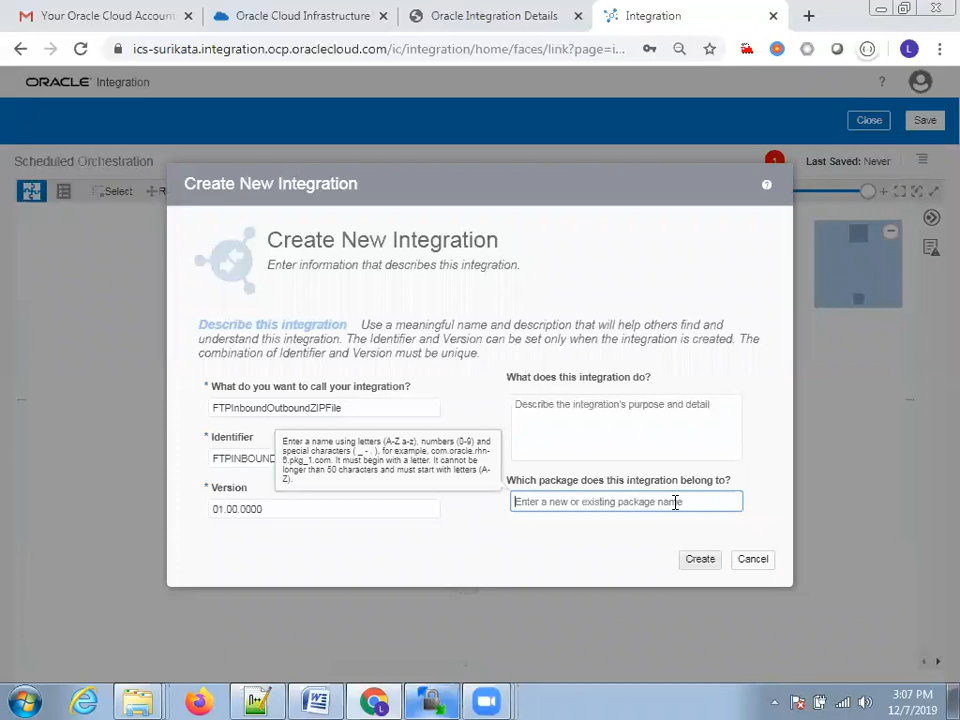 Your Oracle Cloud Account
Oracle Cloud Infrastructure
Oracle Integration Details
Integration
ics-surikata.integration.ocp.oraclecloud.com/ic/integration/home/faces/link?page=i...
L
ORACLE Integration
?
Close
Save
Scheduled Orchestration
1
Last Saved: Never
Select
Create New Integration
?
Create New Integration
Enter information that describes this integration.
Describe this integration Use a meaningful name and description that will help others find and
understand this integration. The Identifier and Version can be set only when the integration is created. The
combination of Identifier and Version must be unique.
* What do you want to call your integration?
FTPInboundOutboundZIPFile
* Identifier
FTPINBOUND
* Version
01.00.0000
Enter a name using letters (A-Z a-z), numbers (0-9) and
special characters ( _ - . ), for example, com.oracle.rhn-
5.pkg_1.com. It must begin with a letter. It cannot be
longer than 50 characters and must start with letters (A-
Z).
What does this integration do?
Describe the integration's purpose and detail
Which package does this integration belong to?
Enter a new or existing package name
Create
Cancel
3:07 PM
12/7/2019